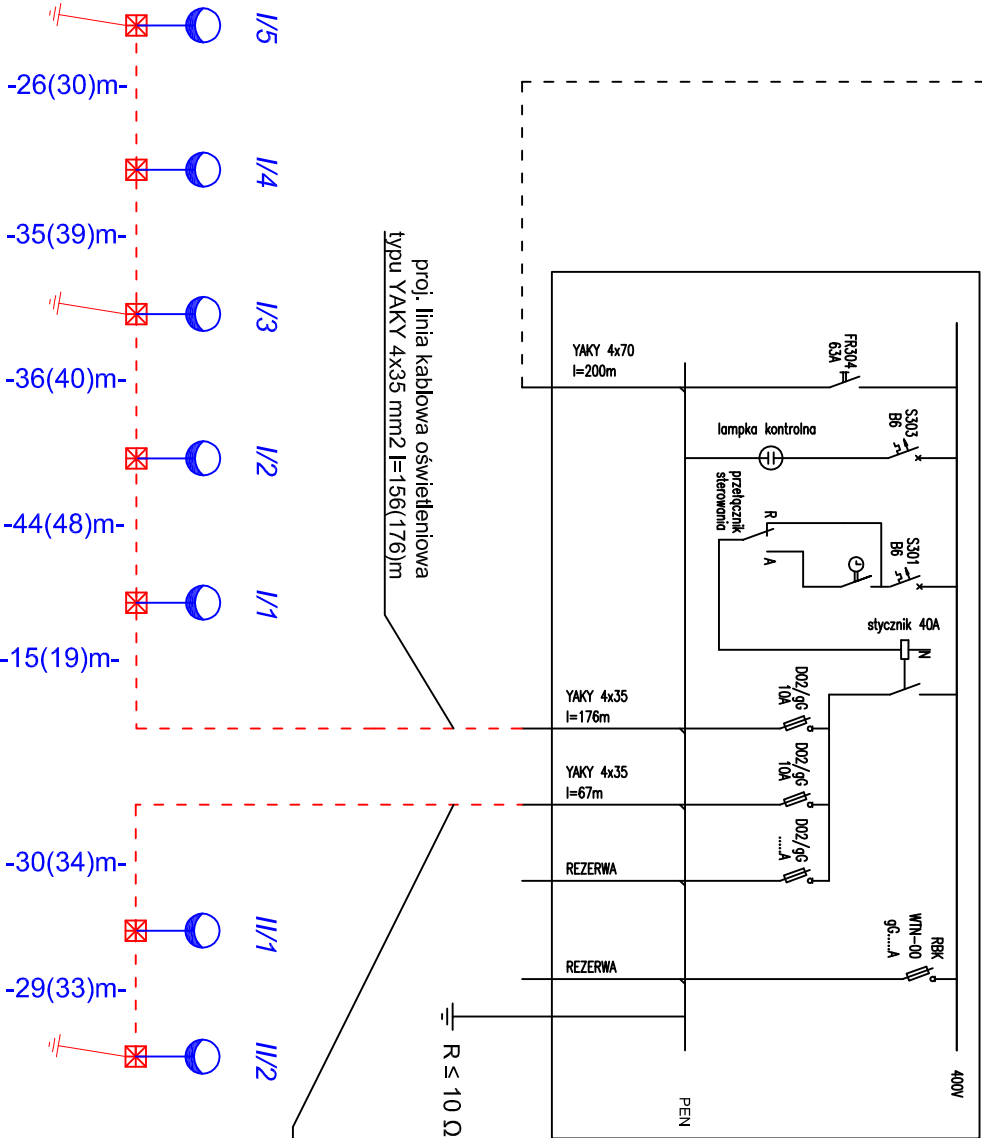 I/5
-26(30)m-
I/4
-35(39)m-
I/3
-36(40)m-
I/2
-44(48)m-
I/1
-15(19)m-
-30(34)m-
II/1
-29(33)m-
II/2
proj. linia kablowa oświetleniowa
typu YAKY 4x35 mm2 l=156(176)m
YAKY 4x70
l=200m
FR304
63A
S303
B6
lampka kontrolna
przełącznik
sterowania
R
A
S301
B6
stycznik 40A
N
YAKY 4x35
l=176m
D02/gG
10A
YAKY 4x35
l=67m
D02/gG
10A
REZERWA
D02/gG
.....A
REZERWA
RBK
WTN-00
gG.....A
R ≤ 10 Ω
PEN
400V